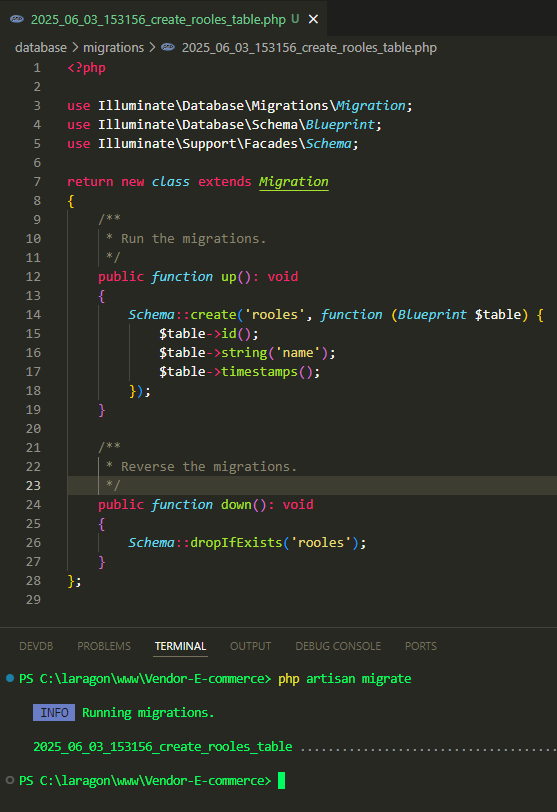 2025_06_03_153156_create_rooles_table.php U ×
database > migrations > 2025_06_03_153156_create_rooles_table.php
1 <?php
2
3 use Illuminate\Database\Migrations\Migration;
4 use Illuminate\Database\Schema\Blueprint;
5 use Illuminate\Support\Facades\Schema;
6
7 return new class extends Migration
8 {
9     /**
10      * Run the migrations.
11      */
12     public function up(): void
13     {
14         Schema::create('rooles', function (Blueprint $table) {
15             $table->id();
16             $table->string('name');
17             $table->timestamps();
18         });
19     }
20
21     /**
22      * Reverse the migrations.
23      */
24     public function down(): void
25     {
26         Schema::dropIfExists('rooles');
27     }
28 };
29
DEVDB PROBLEMS TERMINAL OUTPUT DEBUG CONSOLE PORTS
PS C:\laragon\www\Vendor-E-commerce> php artisan migrate
INFO Running migrations.
2025_06_03_153156_create_rooles_table ....................................
PS C:\laragon\www\Vendor-E-commerce>